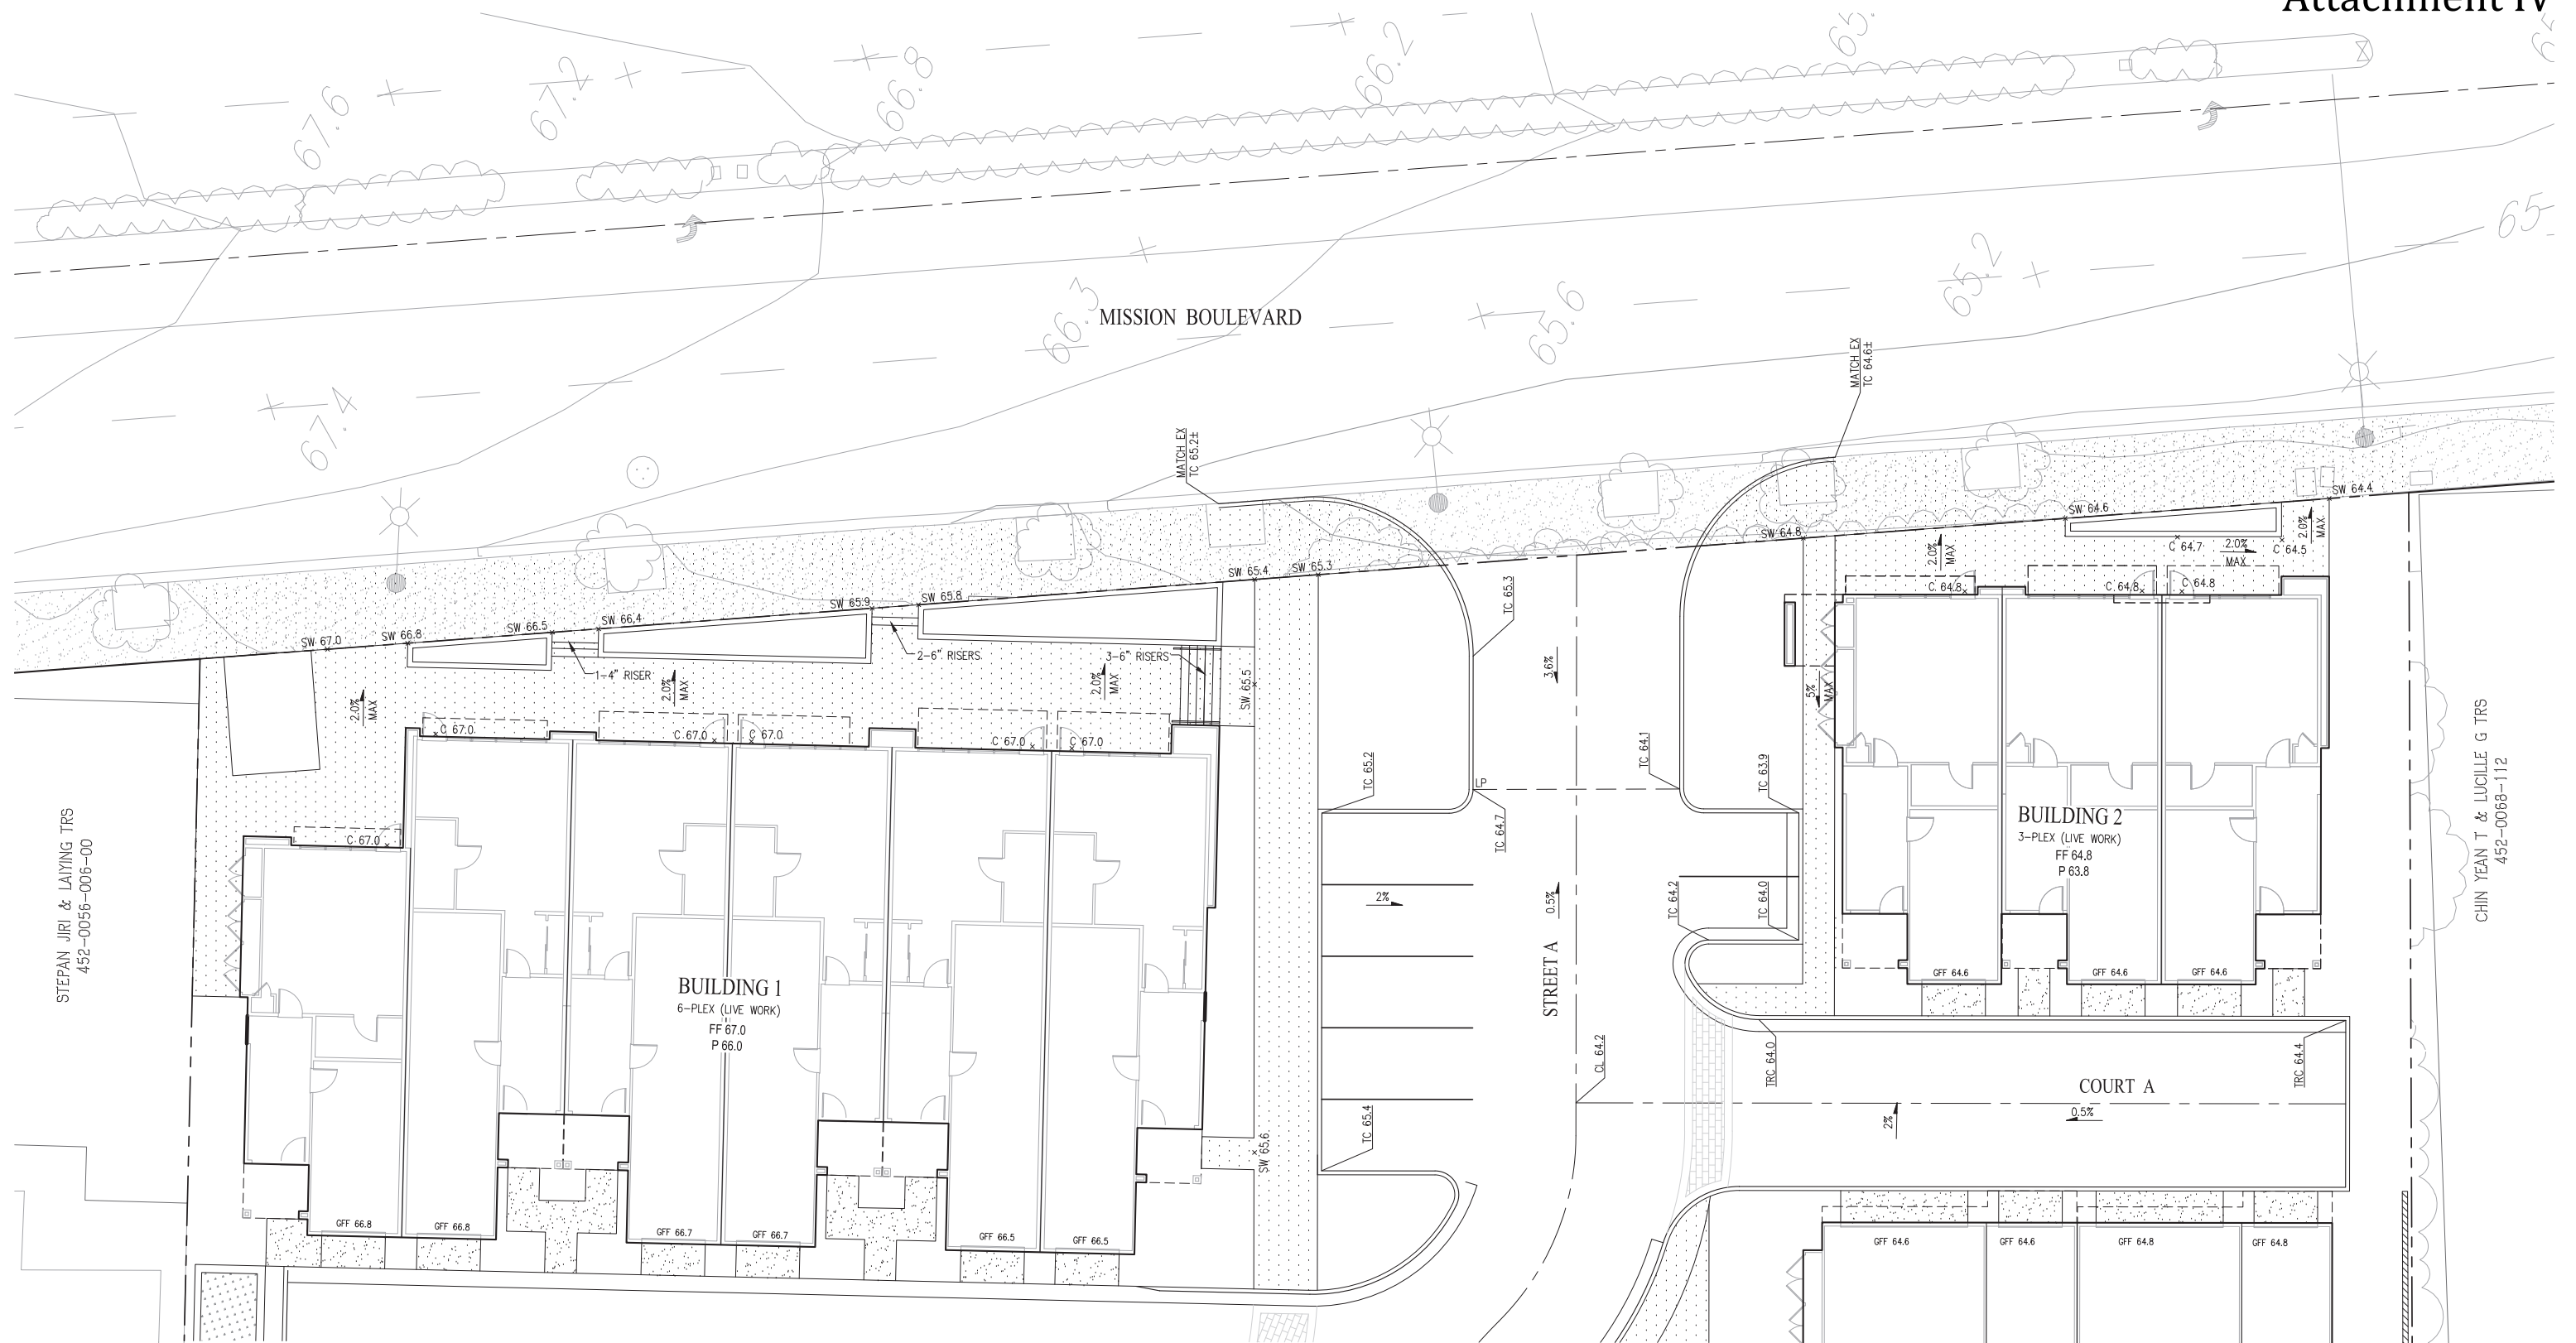 Attachment IV
67.6
67.2
66.8
66.2
65.
67.4
66.3
65.6
65.2
65
MISSION BOULEVARD
MATCH EX
TC 65.2±
MATCH EX
TC 64.6±
SW 67.0
SW 66.8
SW 66.5
SW 66.4
SW 65.9
SW 65.8
SW 65.4
SW 65.3
SW 64.8
SW 64.6
SW 64.4
1-4" RISER
2-6" RISERS
3-6" RISERS
2.0%
MAX
2.0%
MAX
2.0%
MAX
SW 65.5
2.0%
MAX
C 64.7
2.0%
MAX
C 64.5
2.0%
MAX
C 64.8
C 64.8
C 64.8
C 67.0
C 67.0
C 67.0
C 67.0
C 67.0
C 67.0
TC 65.3
3.6%
TC 65.2
LP
TC 64.7
TC 64.1
TC 63.9
5%
MAX
2%
0.5%
STREET A
TC 64.2
TC 64.0
STEPAN JIRI & LAIYING TRS
452-0056-006-00
BUILDING 1
6-PLEX (LIVE WORK)
FF 67.0
P 66.0
BUILDING 2
3-PLEX (LIVE WORK)
FF 64.8
P 63.8
CHIN YEAN T & LUCILLE G TRS
452-0068-112
GFF 64.6
GFF 64.6
GFF 64.6
CL 64.2
TRC 64.0
TRC 64.4
COURT A
2%
0.5%
TC 65.4
SW 65.6
GFF 66.8
GFF 66.8
GFF 66.7
GFF 66.7
GFF 66.5
GFF 66.5
GFF 64.6
GFF 64.6
GFF 64.8
GFF 64.8